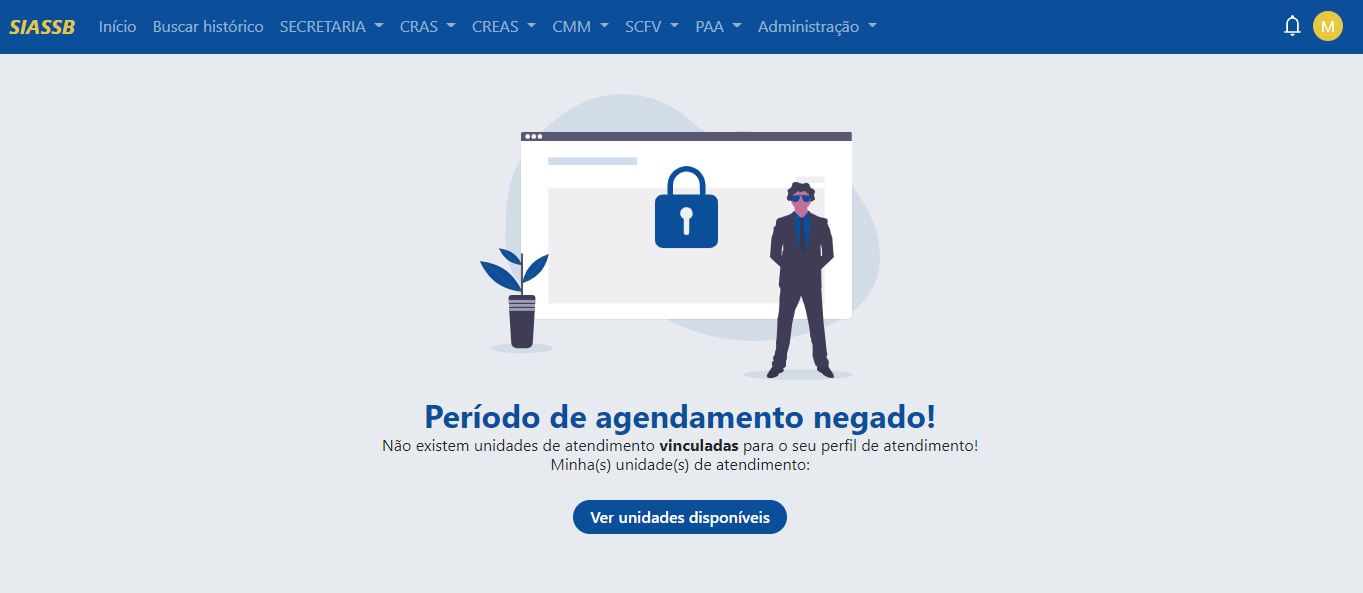 SIASSB Início Buscar histórico SECRETARIA CRAS CREAS CMM SCFV PAA Administração M
Período de agendamento negado!
Não existem unidades de atendimento vinculadas para o seu perfil de atendimento!
Minha(s) unidade(s) de atendimento:
Ver unidades disponíveis